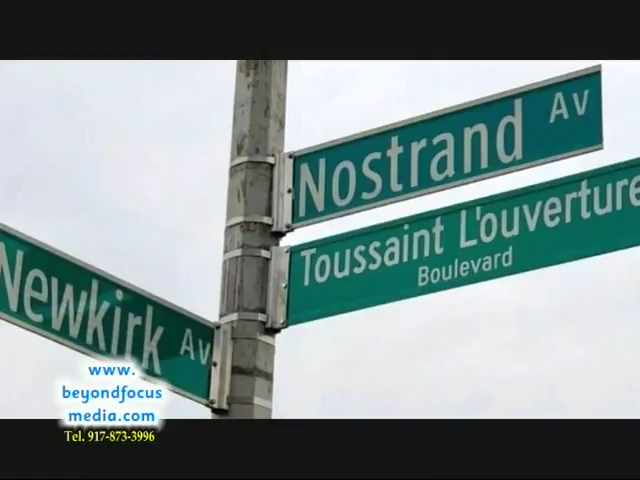 Nostrand Av
Toussaint L'ouverture
Boulevard
Newkirk Av
www.
beyondfocus
media.com
Tel. 917-873-3996